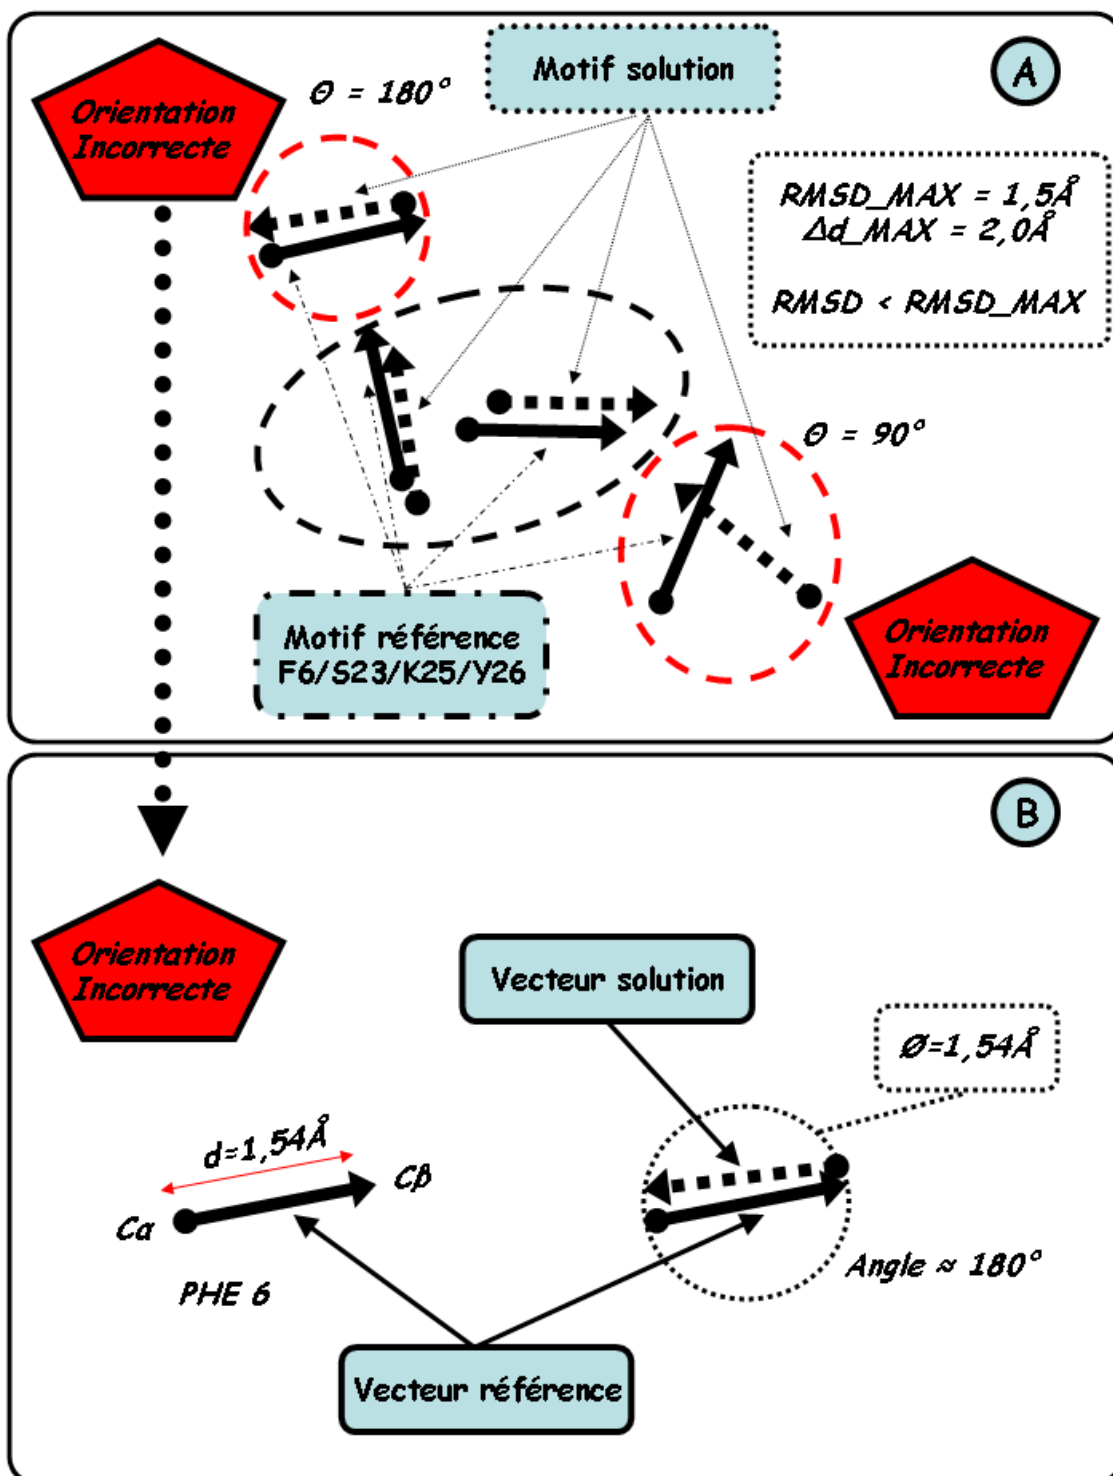 Orientation
Incorrecte
Θ = 180°
Motif solution
A
RMSD_MAX = 1,5Å
Δd_MAX = 2,0Å
RMSD < RMSD_MAX
Θ = 90°
Motif référence
F6/S23/K25/Y26
Orientation
Incorrecte
B
Orientation
Incorrecte
Vecteur solution
Ø=1,54Å
d=1,54Å
Cβ
Cα
Angle ≈ 180°
PHE 6
Vecteur référence